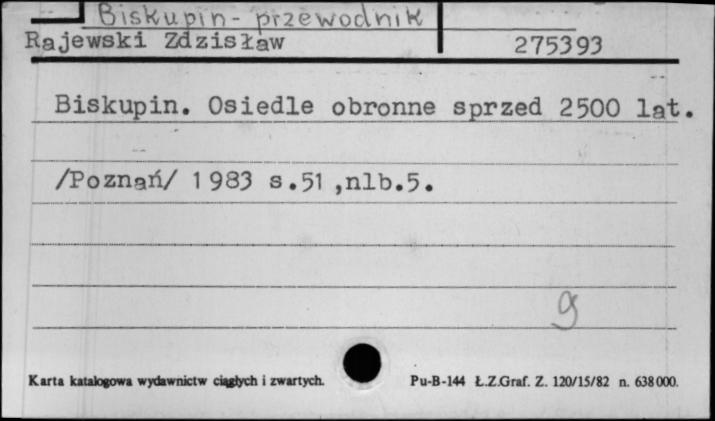 Biskupin - przewodnik
Rajewski Zdzisław 275393
Biskupin. Osiedle obronne sprzed 2500 lat.
/Poznań/ 1983 s.51 ,nlb.5.
g
Karta katalogowa wydawnictw ciągłych i zwartych. Pu-B-144 Ł.Z.Graf. Z. 120/15/82 n. 638000.